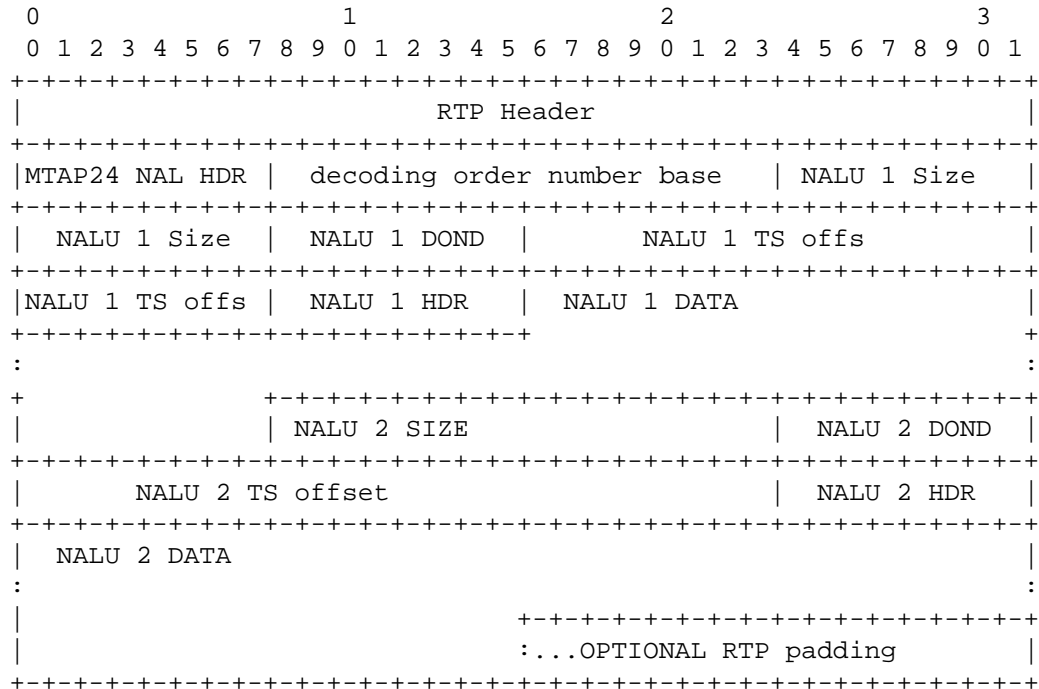 0                   1                   2                   3
 0 1 2 3 4 5 6 7 8 9 0 1 2 3 4 5 6 7 8 9 0 1 2 3 4 5 6 7 8 9 0 1
+-+-+-+-+-+-+-+-+-+-+-+-+-+-+-+-+-+-+-+-+-+-+-+-+-+-+-+-+-+-+-+-+
|                          RTP Header                           |
+-+-+-+-+-+-+-+-+-+-+-+-+-+-+-+-+-+-+-+-+-+-+-+-+-+-+-+-+-+-+-+-+
|MTAP24 NAL HDR |  decoding order number base   | NALU 1 Size   |
+-+-+-+-+-+-+-+-+-+-+-+-+-+-+-+-+-+-+-+-+-+-+-+-+-+-+-+-+-+-+-+-+
|  NALU 1 Size  |  NALU 1 DOND  |       NALU 1 TS offs          |
+-+-+-+-+-+-+-+-+-+-+-+-+-+-+-+-+-+-+-+-+-+-+-+-+-+-+-+-+-+-+-+-+
|NALU 1 TS offs |  NALU 1 HDR   |  NALU 1 DATA                  |
+-+-+-+-+-+-+-+-+-+-+-+-+-+-+-+-+                               +
:                                                               :
+               +-+-+-+-+-+-+-+-+-+-+-+-+-+-+-+-+-+-+-+-+-+-+-+-+
|               | NALU 2 SIZE                   |  NALU 2 DOND  |
+-+-+-+-+-+-+-+-+-+-+-+-+-+-+-+-+-+-+-+-+-+-+-+-+-+-+-+-+-+-+-+-+
|       NALU 2 TS offset                        |  NALU 2 HDR   |
+-+-+-+-+-+-+-+-+-+-+-+-+-+-+-+-+-+-+-+-+-+-+-+-+-+-+-+-+-+-+-+-+
|  NALU 2 DATA                                                  |
:                                                               :
|                               +-+-+-+-+-+-+-+-+-+-+-+-+-+-+-+-+
|                               :...OPTIONAL RTP padding        |
+-+-+-+-+-+-+-+-+-+-+-+-+-+-+-+-+-+-+-+-+-+-+-+-+-+-+-+-+-+-+-+-+